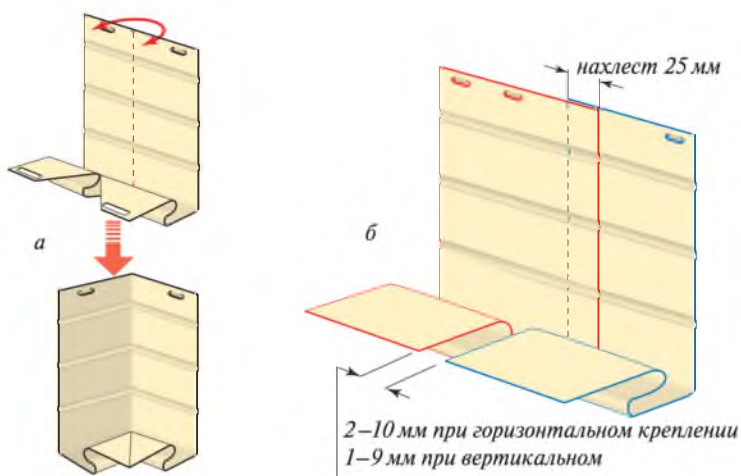 нахлест 25 мм
а
б
2–10 мм при горизонтальном креплении
1–9 мм при вертикальном